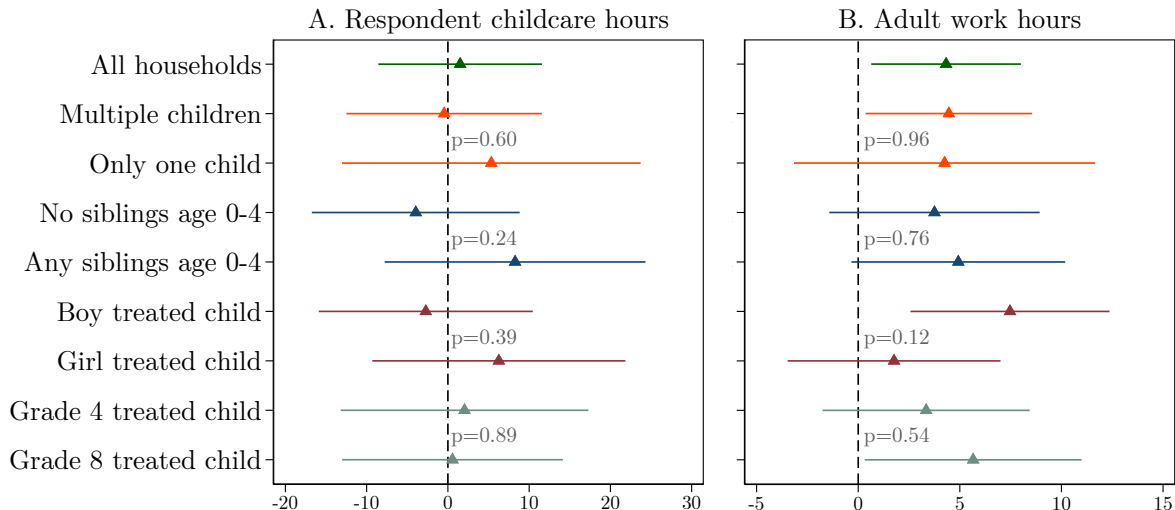 A. Respondent childcare hours
B. Adult work hours
All households
Multiple children
p=0.60
p=0.96
Only one child
No siblings age 0-4
p=0.24
p=0.76
Any siblings age 0-4
Boy treated child
p=0.39
p=0.12
Girl treated child
Grade 4 treated child
p=0.89
p=0.54
Grade 8 treated child
-20 -10 0 10 20 30
-5 0 5 10 15